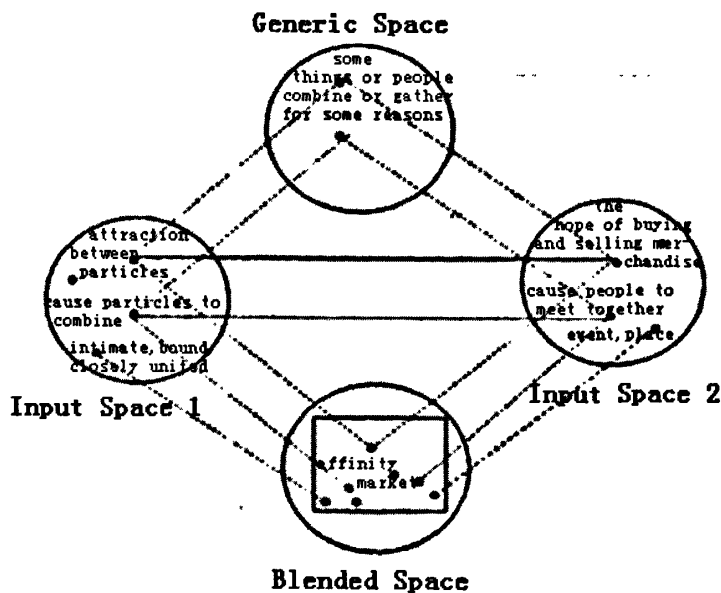 Generic Space
some
things or people
combine or gather
for some reasons
attraction
between
particles
cause particles to
combine
intimate, bound
closely united
Input Space 1
the
hope of buying
and selling mer-
chandise
cause people to
meet together
event, place
Input Space 2
affinity
market
Blended Space